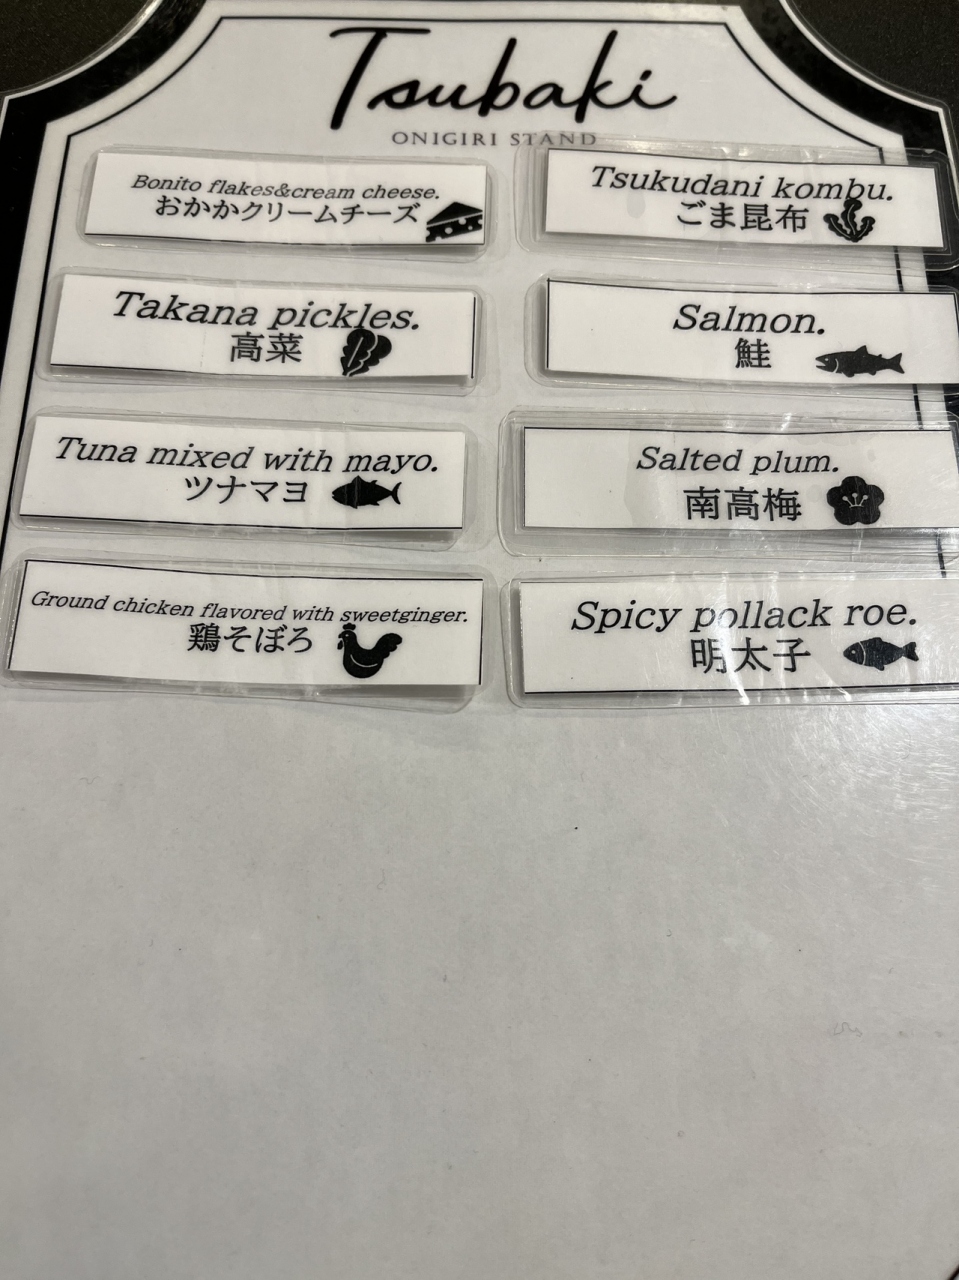 Tsubaki
ONIGIRI STAND
Bonito flakes&cream cheese.
おかかクリームチーズ
Tsukudani kombu.
ごま昆布
Takana pickles.
高菜
Salmon.
鮭
Tuna mixed with mayo.
ツナマヨ
Salted plum.
南高梅
Ground chicken flavored with sweetginger.
鶏そぼろ
Spicy pollack roe.
明太子